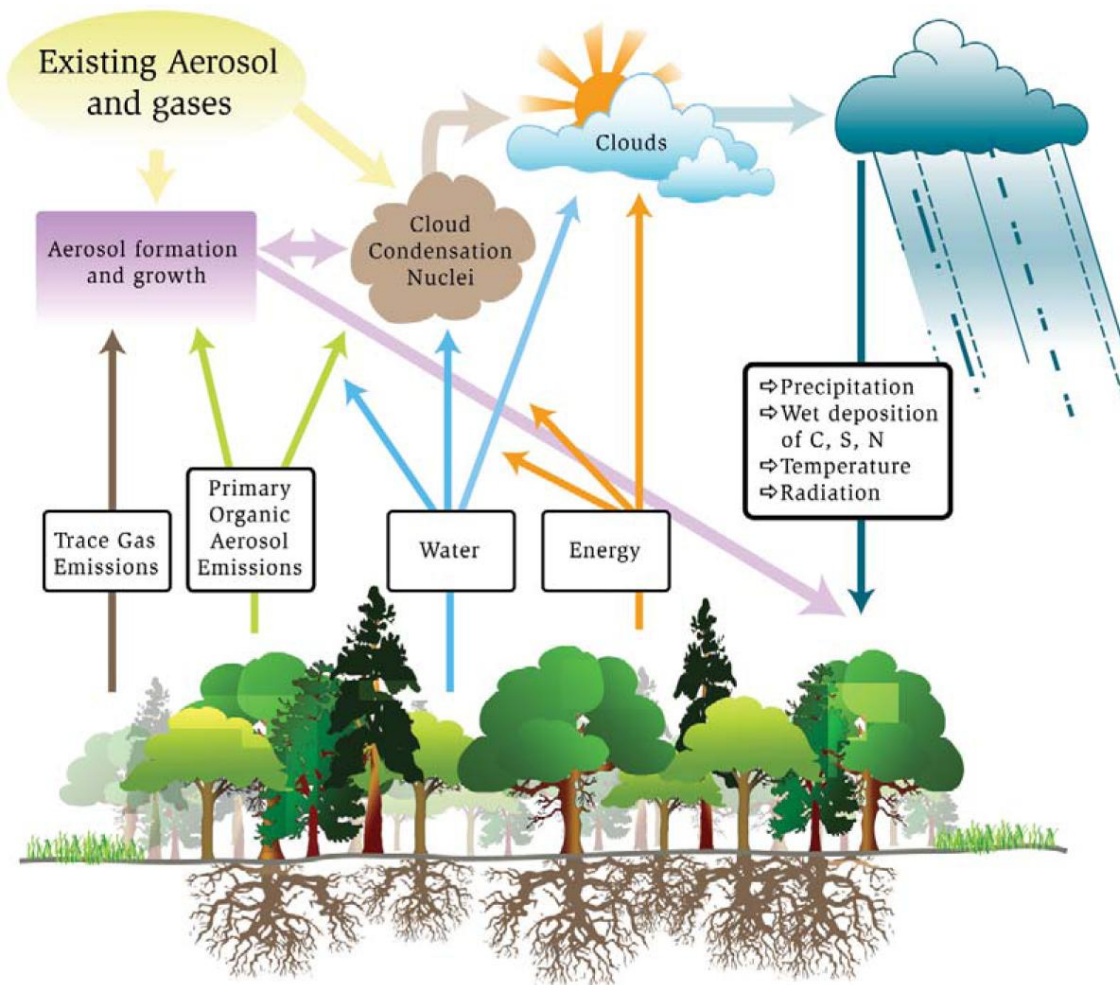 Existing Aerosol
and gases
Clouds
Cloud
Condensation
Nuclei
Aerosol formation
and growth
⇨Precipitation
⇨Wet deposition
of C, S, N
⇨Temperature
⇨Radiation
Trace Gas
Emissions
Primary
Organic
Aerosol
Emissions
Water
Energy